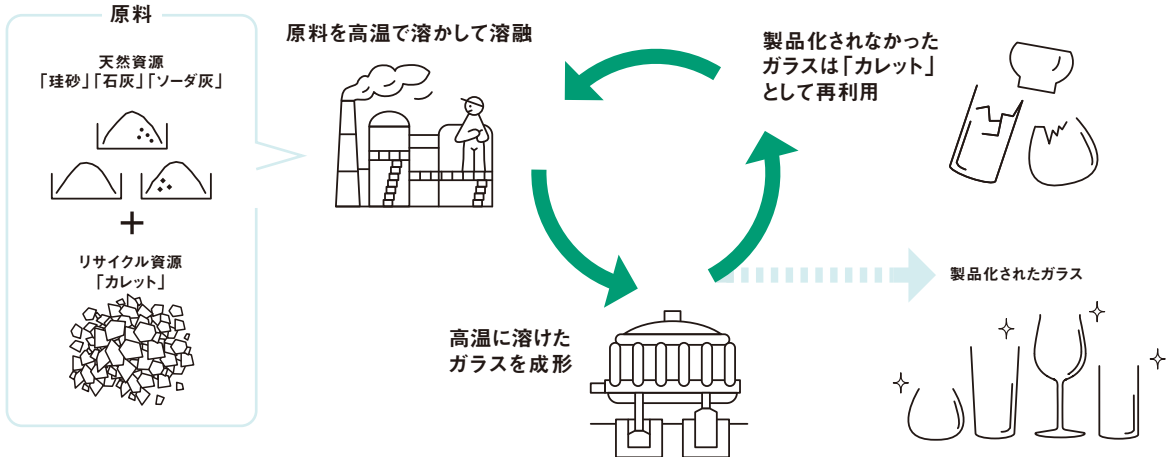 原料
天然資源
「珪砂」「石灰」「ソーダ灰」
+
リサイクル資源
「カレット」
原料を高温で溶かして溶融
高温に溶けた
ガラスを成形
製品化されなかった
ガラスは「カレット」
として再利用
製品化されたガラス